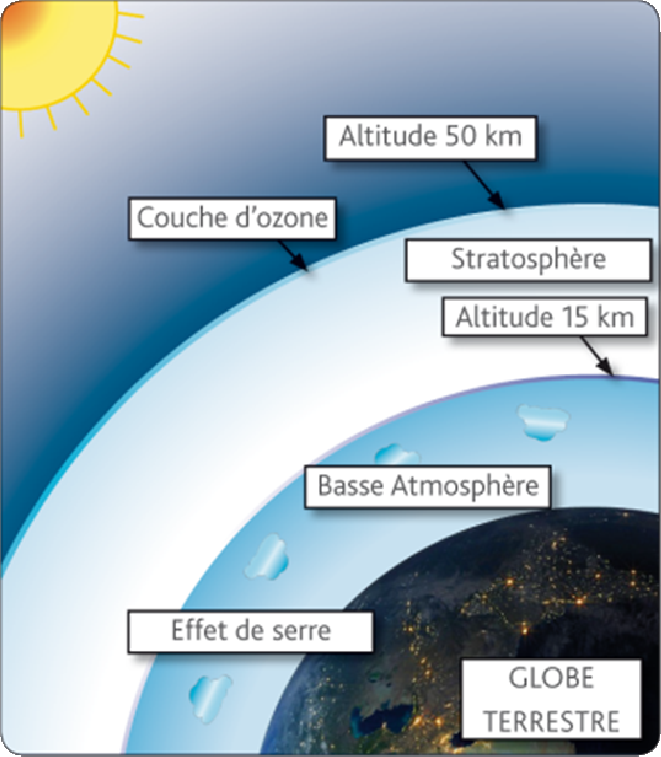 Altitude 50 km
Couche d'ozone
Stratosphère
Altitude 15 km
Basse Atmosphère
Effet de serre
GLOBE
TERRESTRE